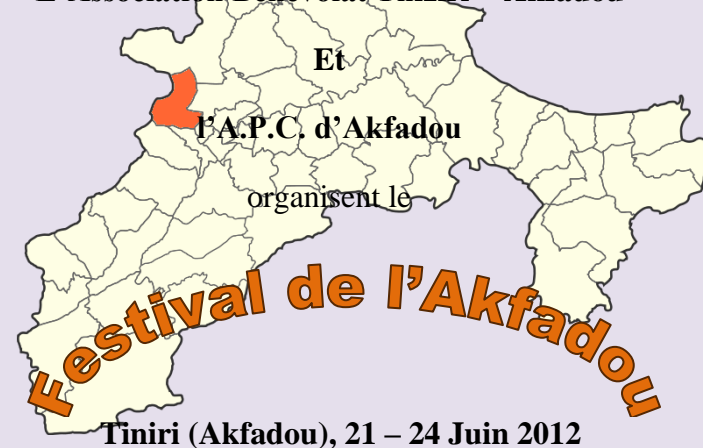 Et
l'A.P.C. d'Akfadou
organisent le
Festival de l'Akfadou
Tiniri (Akfadou), 21 – 24 Juin 2012